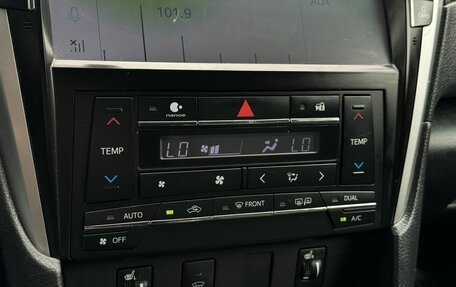 101.9 AUX
nanoe
TEMP LO LO TEMP
AUTO FRONT DUAL
OFF A/C